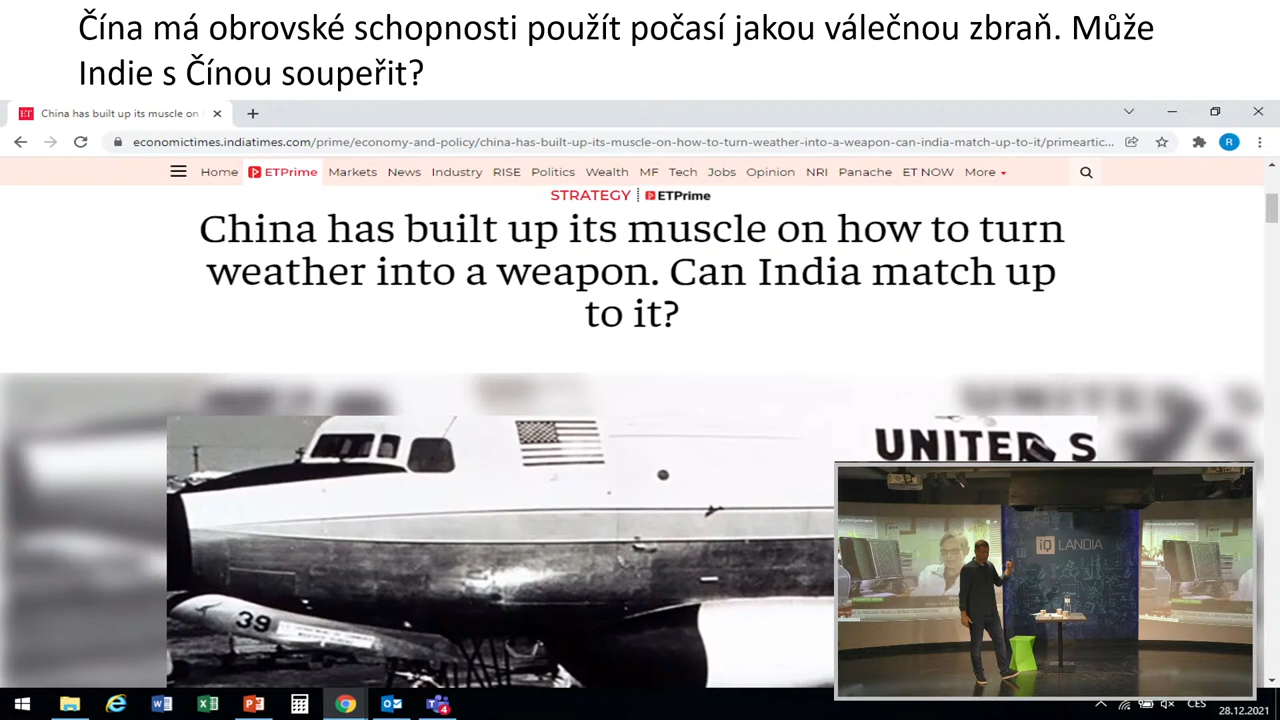 Čína má obrovské schopnosti použít počasí jakou válečnou zbraň. Může
Indie s Čínou soupeřit?
China has built up its muscle on
economictimes.indiatimes.com/prime/economy-and-policy/china-has-built-up-its-muscle-on-how-to-turn-weather-into-a-weapon-can-india-match-up-to-it/primeartic...
R
Home ETPrime Markets News Industry RISE Politics Wealth MF Tech Jobs Opinion NRI Panache ET NOW More
STRATEGY ETPrime
China has built up its muscle on how to turn
weather into a weapon. Can India match up
to it?
UNITED S
39
iQ LANDIA
4
CES
28.12.2021